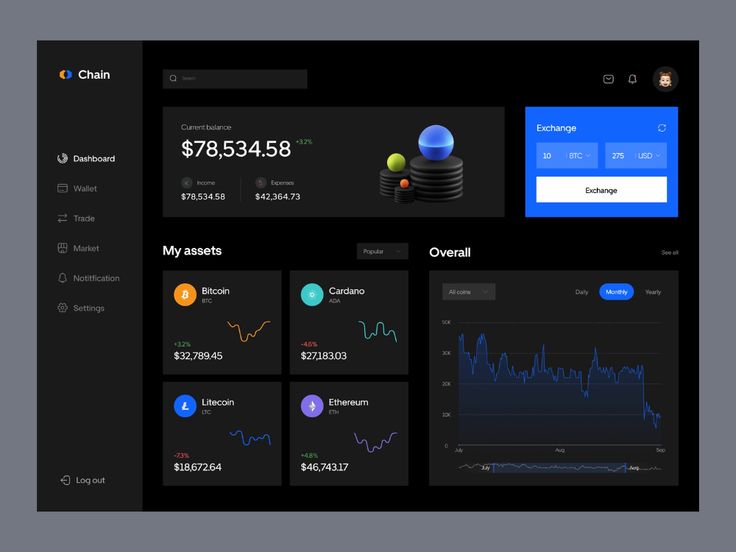 Chain
Search
Dashboard
Wallet
Trade
Market
Notitfication
Settings
Log out
Current balance
$78,534.58 +3.2%
Income
$78,534.58
Expenses
$42,364.73
Exchange
10 BTC
275 USD
Exchange
My assets
Popular
Bitcoin
BTC
+3.2%
$32,789.45
Cardano
ADA
-4.6%
$27,183.03
Litecoin
LTC
-7.3%
$18,672.64
Ethereum
ETH
+4.8%
$46,743.17
Overall
See all
All coins
Daily Monthly Yearly
50K
30K
20K
10K
0
July Aug Sep
July Aug